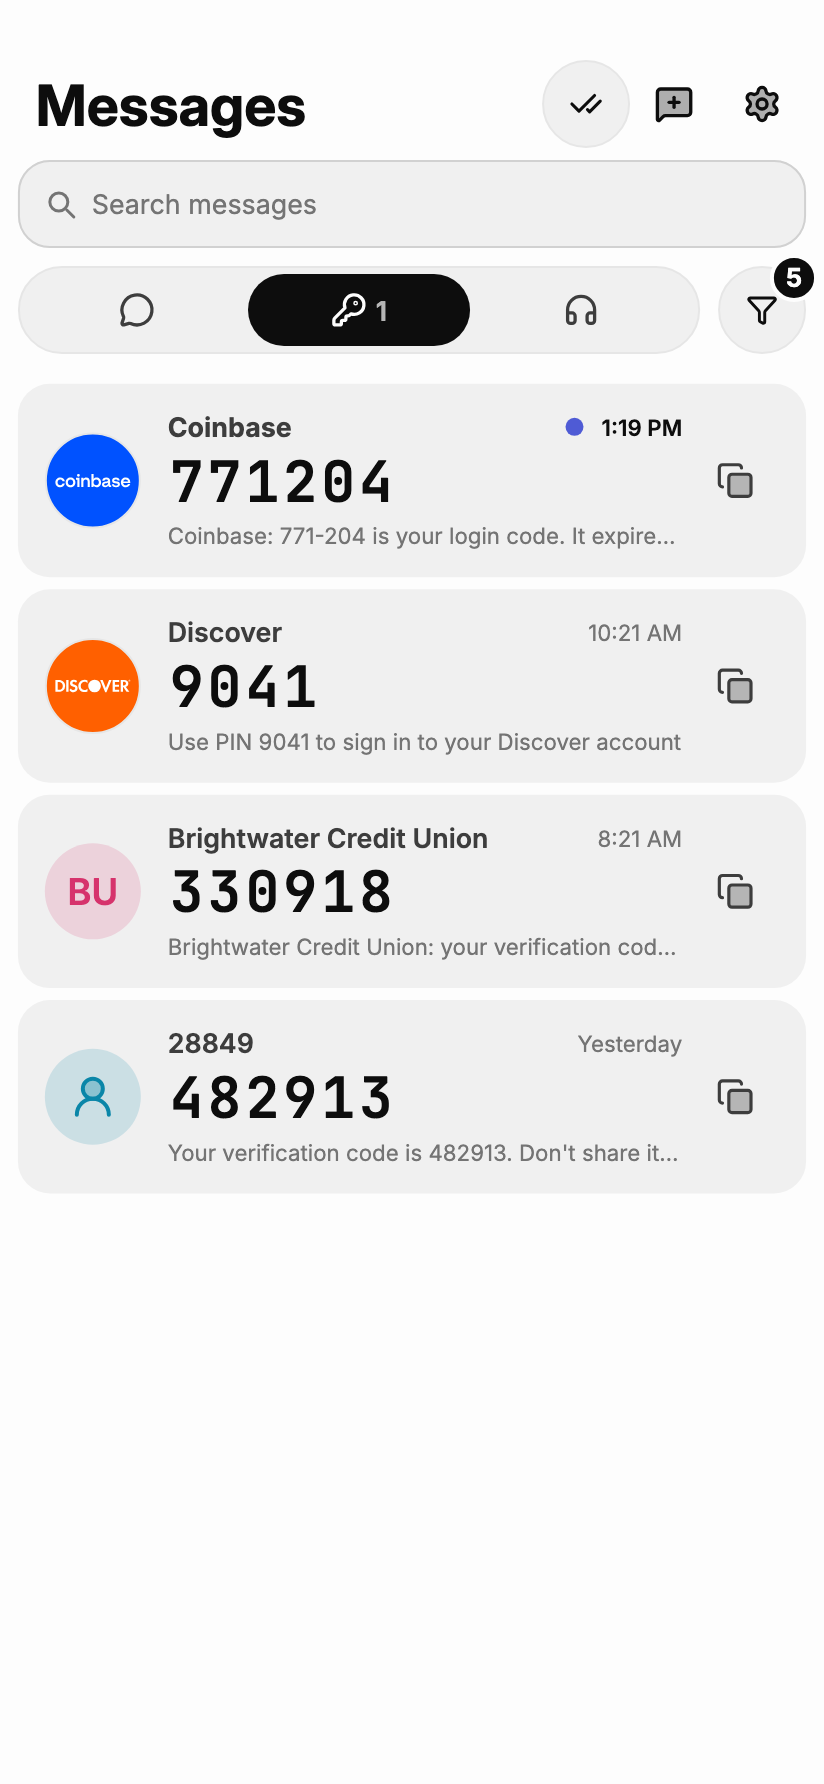 Messages
Search messages
1
5
coinbase
Coinbase
1:19 PM
771204
Coinbase: 771-204 is your login code. It expire...
DISCOVER
Discover
10:21 AM
9041
Use PIN 9041 to sign in to your Discover account
BU
Brightwater Credit Union
8:21 AM
330918
Brightwater Credit Union: your verification cod...
28849
Yesterday
482913
Your verification code is 482913. Don't share it...